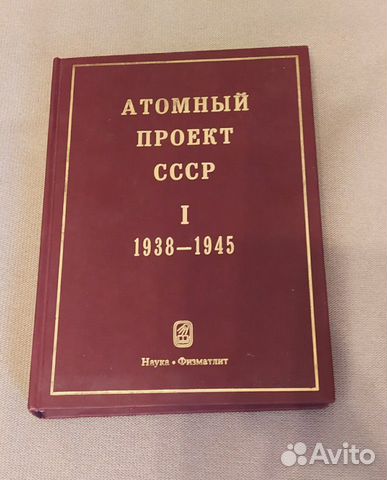 АТОМНЫЙ
ПРОЕКТ
СССР
I
1938—1945
Наука • Физматлит
Avito